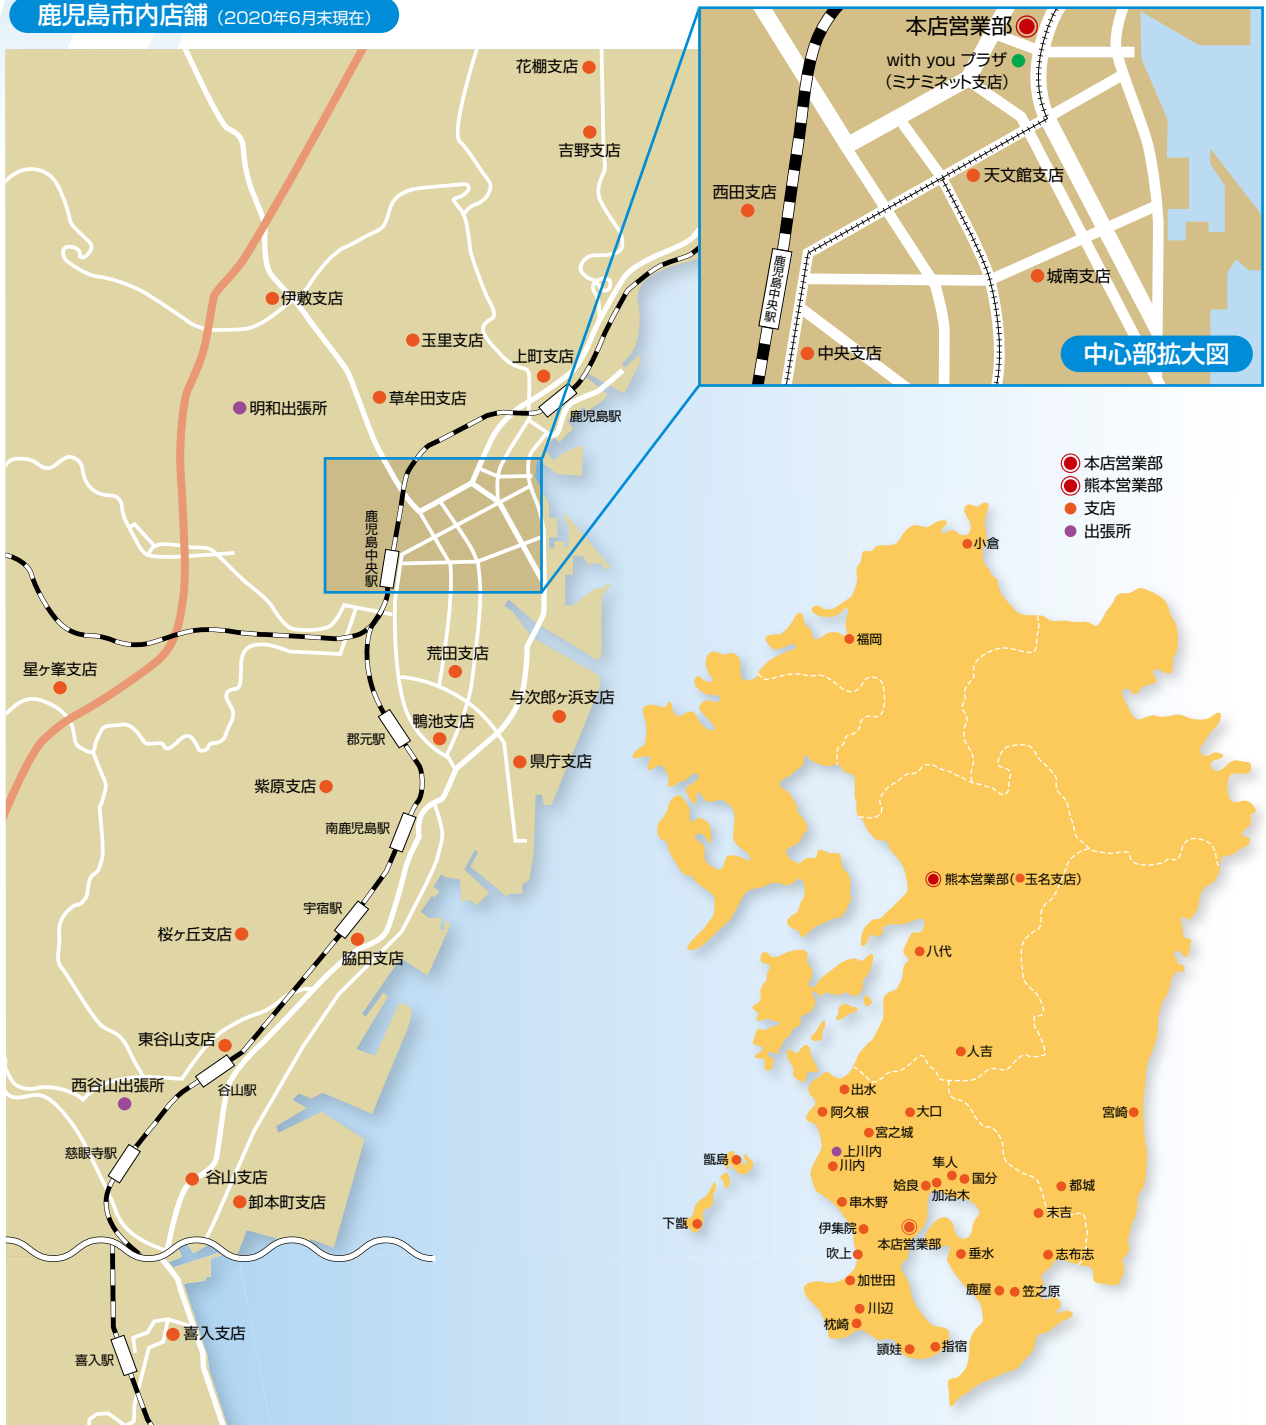 鹿児島市内店舗（2020年6月末現在）
花棚支店
吉野支店
伊敷支店
玉里支店
上町支店
草牟田支店
明和出張所
鹿児島駅
鹿児島中央駅
荒田支店
星ヶ峯支店
与次郎ヶ浜支店
鴨池支店
郡元駅
県庁支店
紫原支店
南鹿児島駅
宇宿駅
桜ヶ丘支店
脇田支店
東谷山支店
谷山駅
西谷山出張所
慈眼寺駅
谷山支店
卸本町支店
喜入支店
喜入駅
本店営業部
with you プラザ
（ミナミネット支店）
天文館支店
西田支店
鹿児島中央駅
城南支店
中央支店
中心部拡大図
本店営業部
熊本営業部
支店
出張所
小倉
福岡
熊本営業部（玉名支店）
八代
人吉
出水
阿久根
大口
宮崎
宮之城
上川内
川内
甑島
隼人
国分
姶良
加治木
都城
串木野
末吉
下甑
伊集院
本店営業部
吹上
垂水
志布志
加世田
鹿屋
笠之原
川辺
枕崎
頴娃
指宿